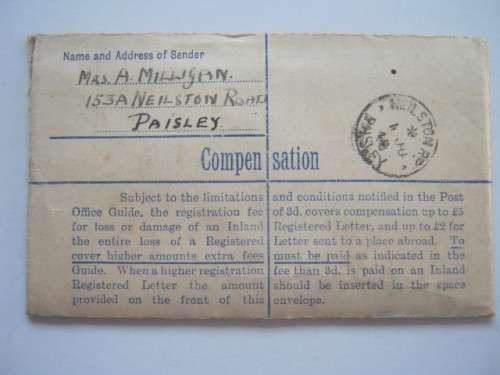 Name and Address of Sender
MRS. A. MILLIGAN.
153A NEILSTON ROAD
PAISLEY.
PAISLEY * NEILSTON RD *
4 JU
Compensation
Subject to the limitations and conditions notified in the Post
Office Guide, the registration fee of 3d. covers compensation up to £5
for loss or damage of an Inland Registered Letter, and up to £2 for
the entire loss of a Registered Letter sent to a place abroad. To
cover higher amounts extra fees must be paid as indicated in the
Guide. When a higher registration fee than 3d. is paid on an Inland
Registered Letter the amount should be inserted in the space
provided on the front of this envelope.